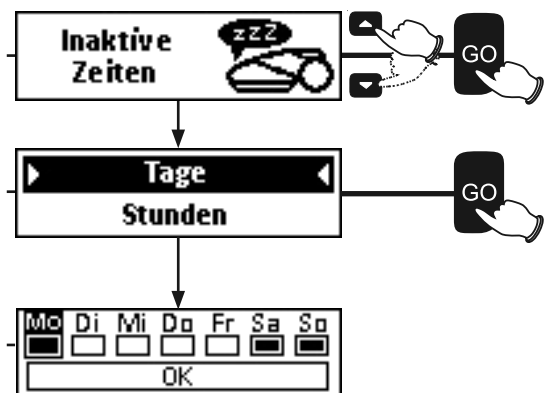 Inaktive
Zeiten
zzZ
GO
Tage
Stunden
GO
Mo Di Mi Do Fr Sa So
OK